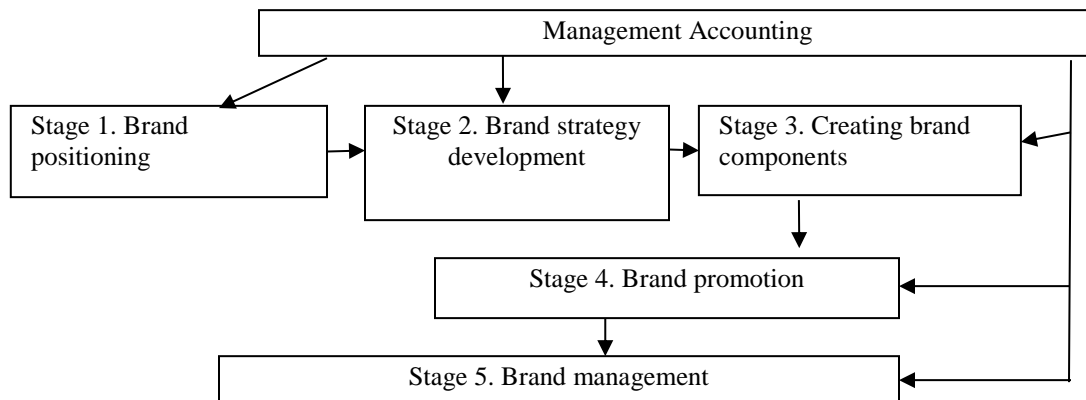 Management Accounting
Stage 1. Brand
positioning
Stage 2. Brand strategy
development
Stage 3. Creating brand
components
Stage 4. Brand promotion
Stage 5. Brand management